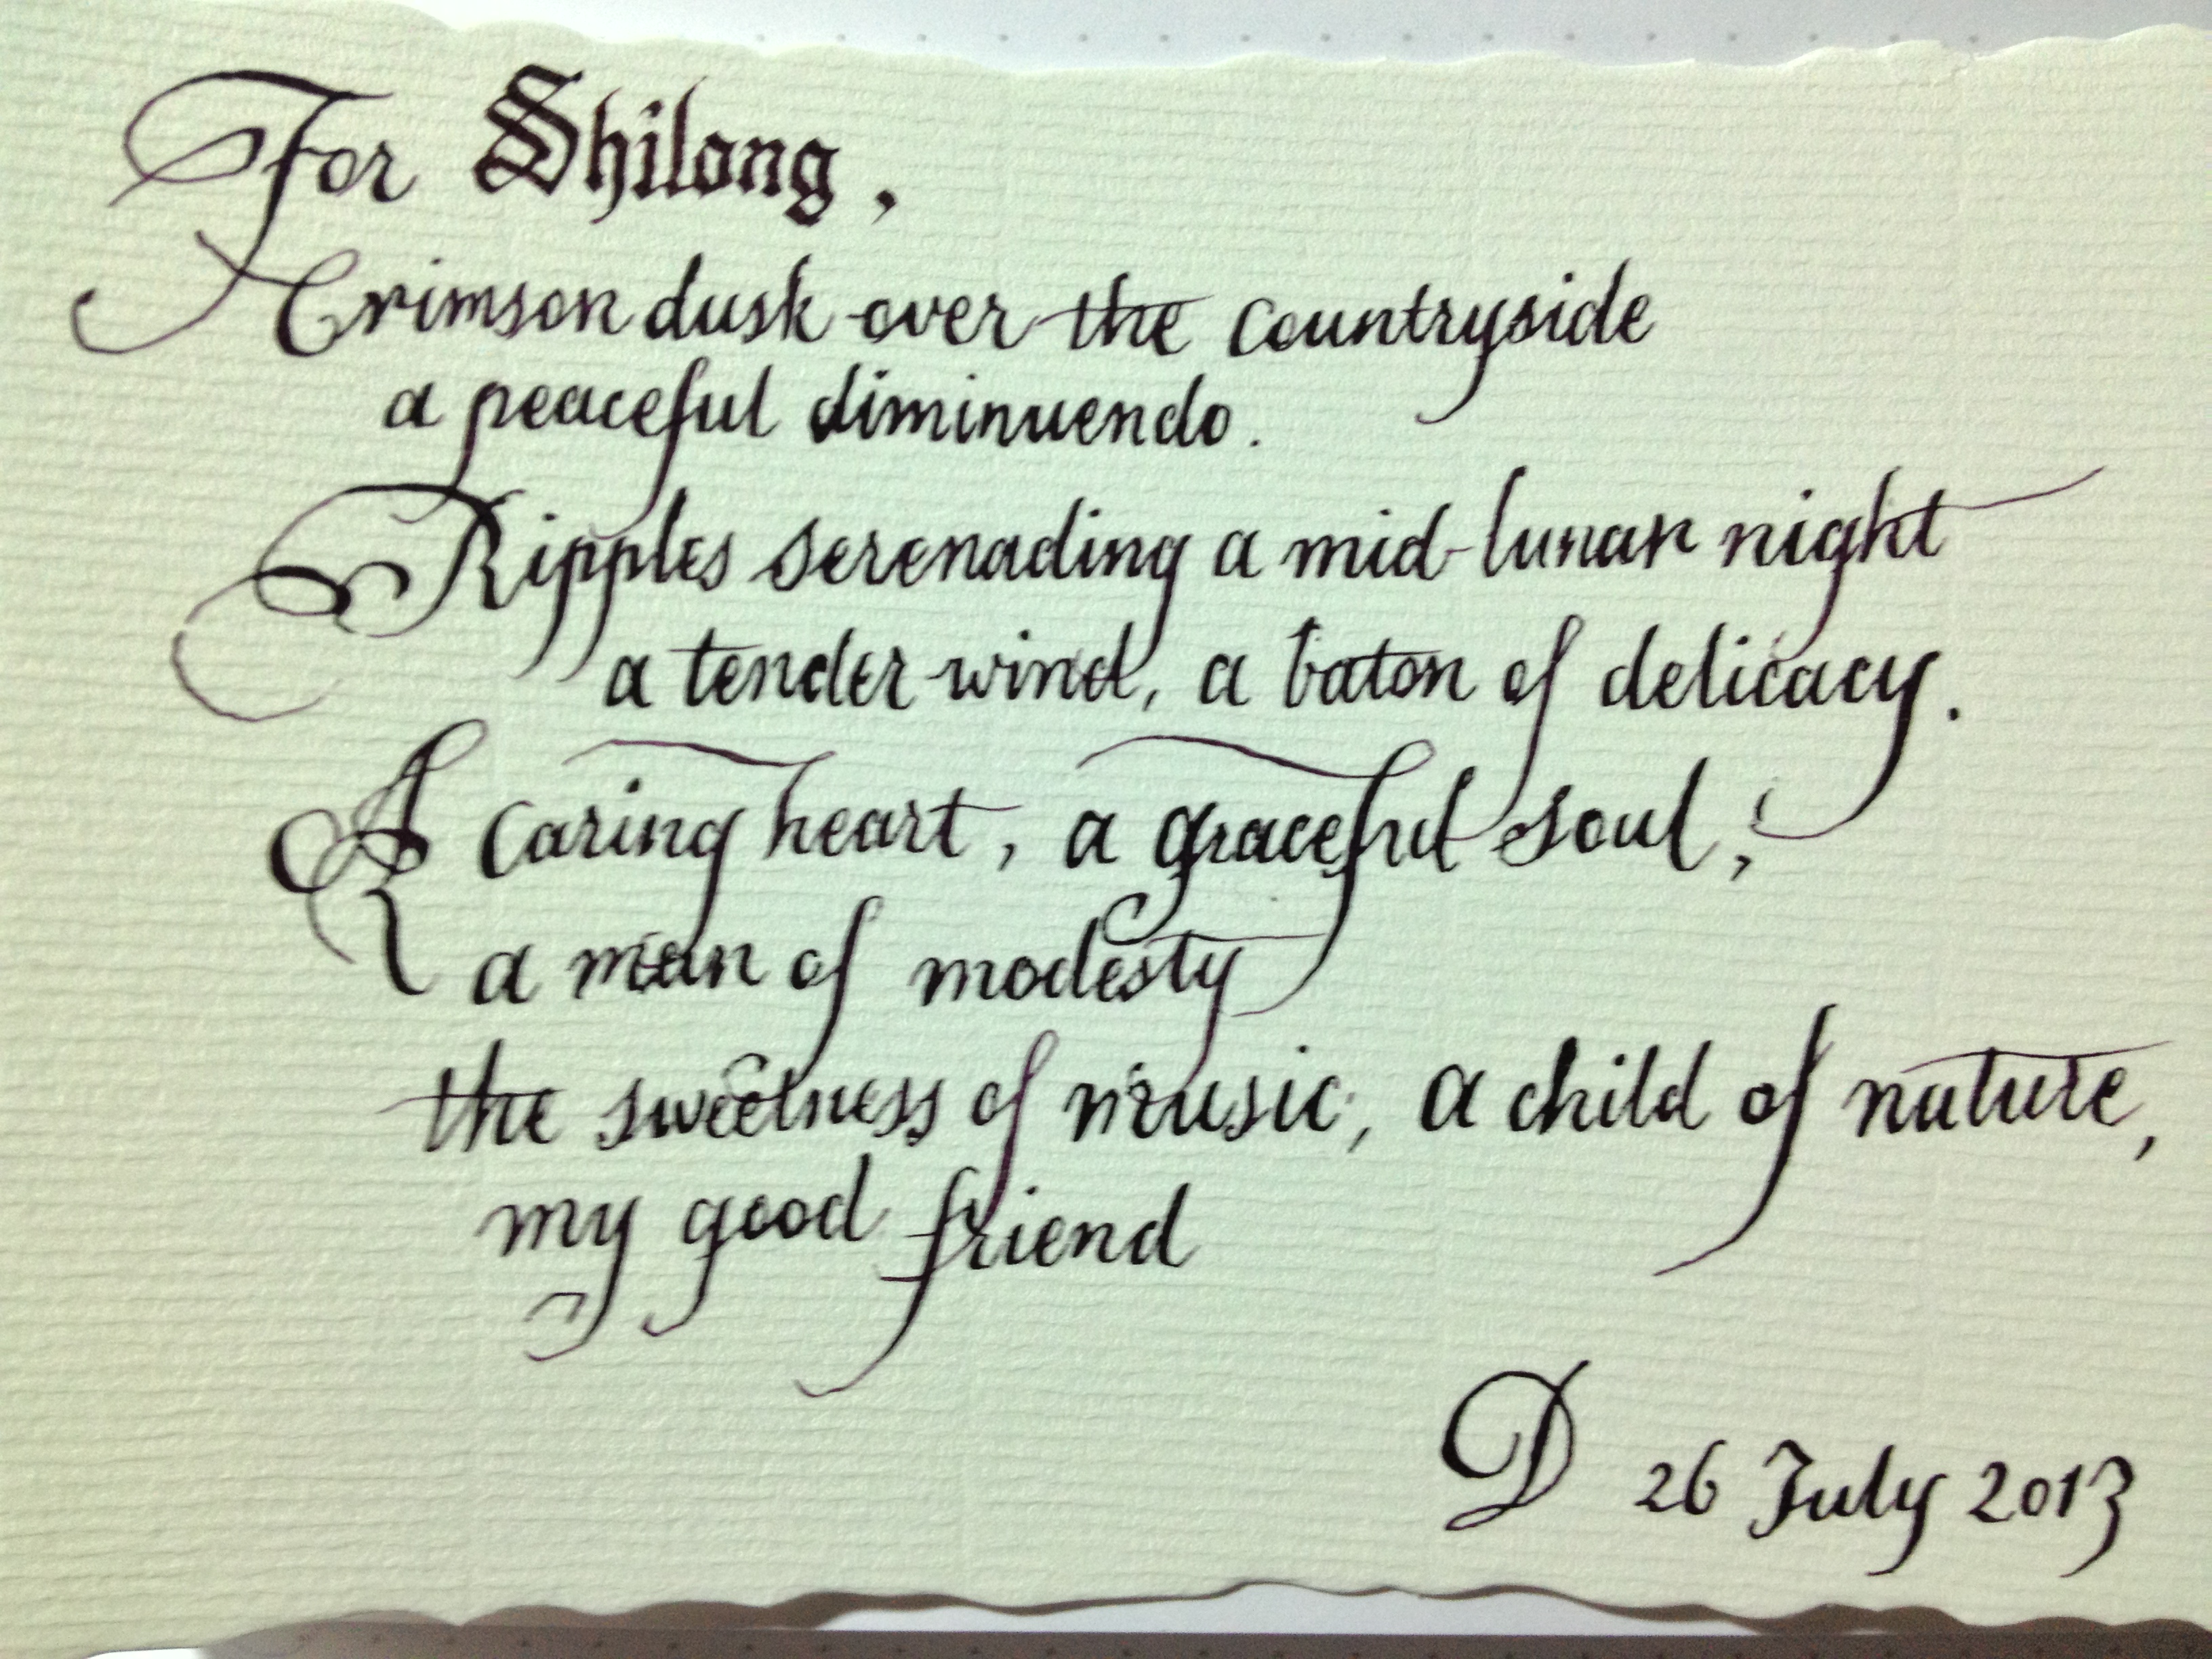 For Shilong,
Crimson dusk over the countryside
a peaceful diminuendo.
Ripples serenading a mid-lunar night
a tender wind, a baton of delicacy.
A caring heart, a graceful soul,
a man of modesty
the sweetness of music, a child of nature,
my good friend
D 26 July 2013